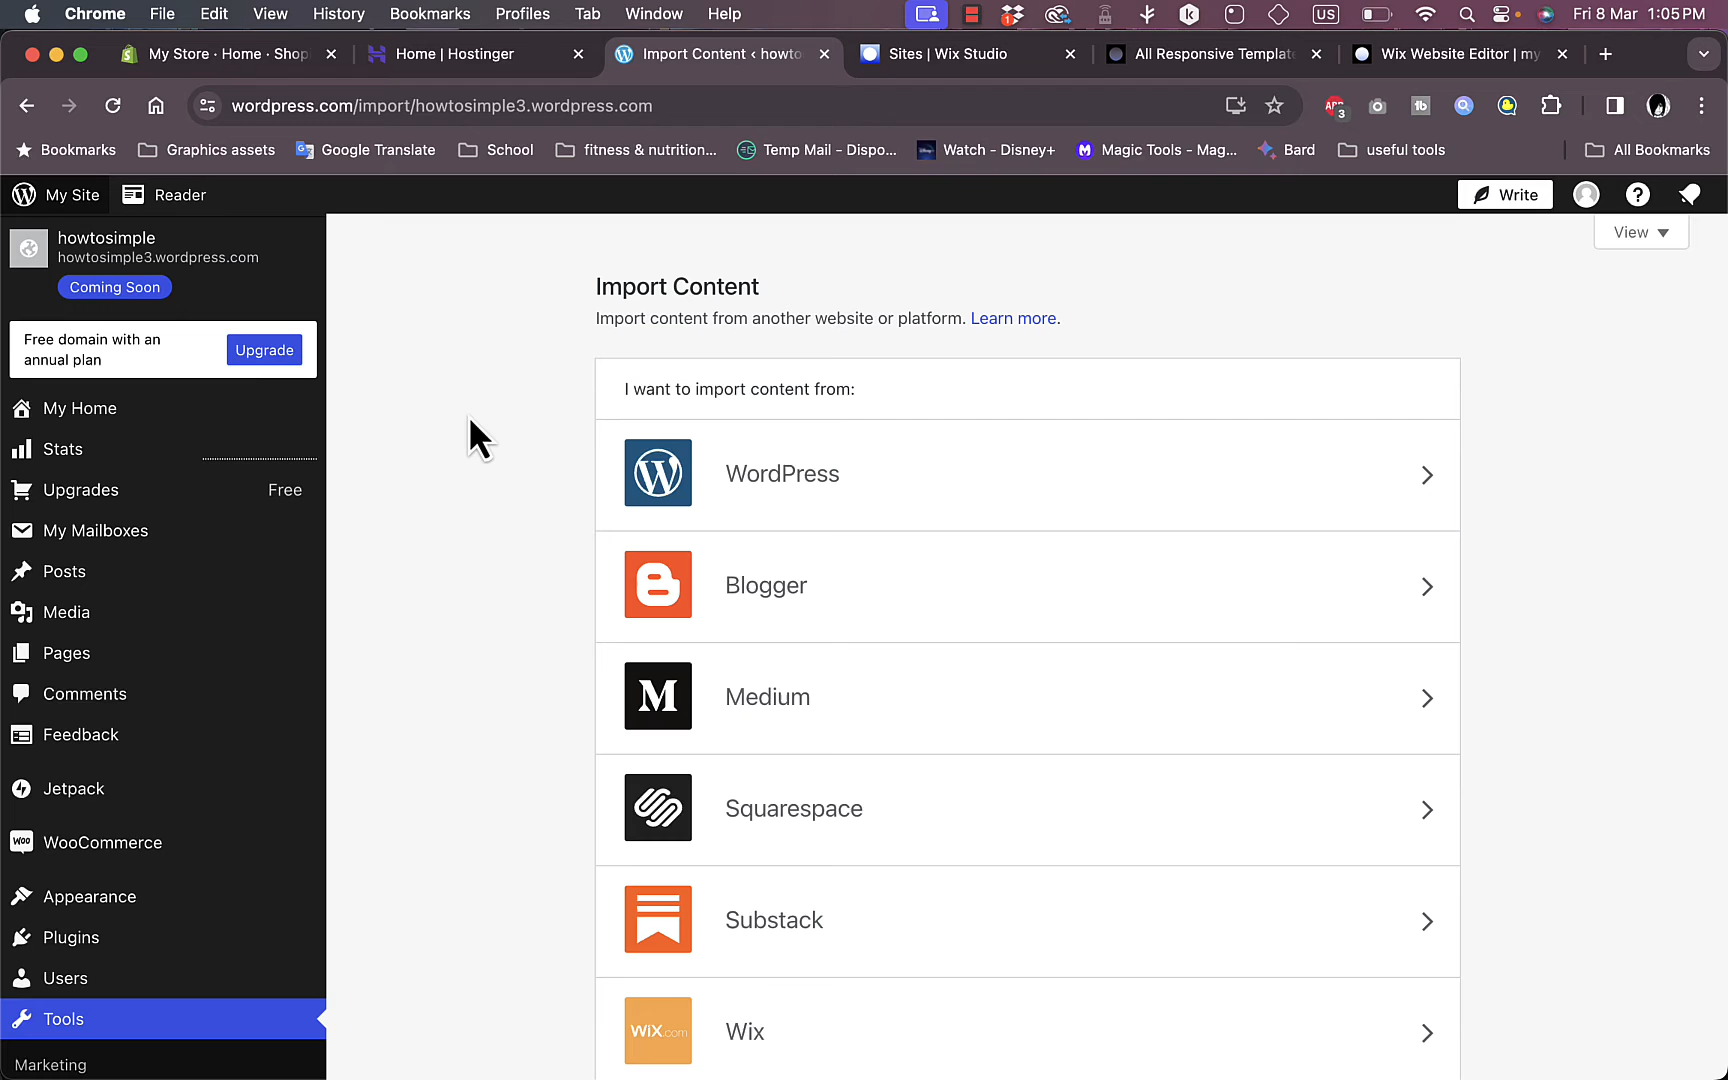 Chrome File Edit View History Bookmarks Profiles Tab Window Help US Fri 8 Mar 1:05 PM
My Store · Home · Shop Home | Hostinger Import Content ‹ howto Sites | Wix Studio All Responsive Template Wix Website Editor | my
wordpress.com/import/howtosimple3.wordpress.com
Bookmarks Graphics assets Google Translate School fitness & nutrition... Temp Mail - Dispo... Watch - Disney+ Magic Tools - Mag... Bard useful tools All Bookmarks
My Site Reader Write
howtosimple
howtosimple3.wordpress.com
Coming Soon
Free domain with an
annual plan
Upgrade
My Home
Stats
Upgrades Free
My Mailboxes
Posts
Media
Pages
Comments
Feedback
Jetpack
WOO WooCommerce
Appearance
Plugins
Users
Tools
Marketing
View
Import Content
Import content from another website or platform. Learn more.
I want to import content from:
WordPress
Blogger
Medium
Squarespace
Substack
WiX.com Wix